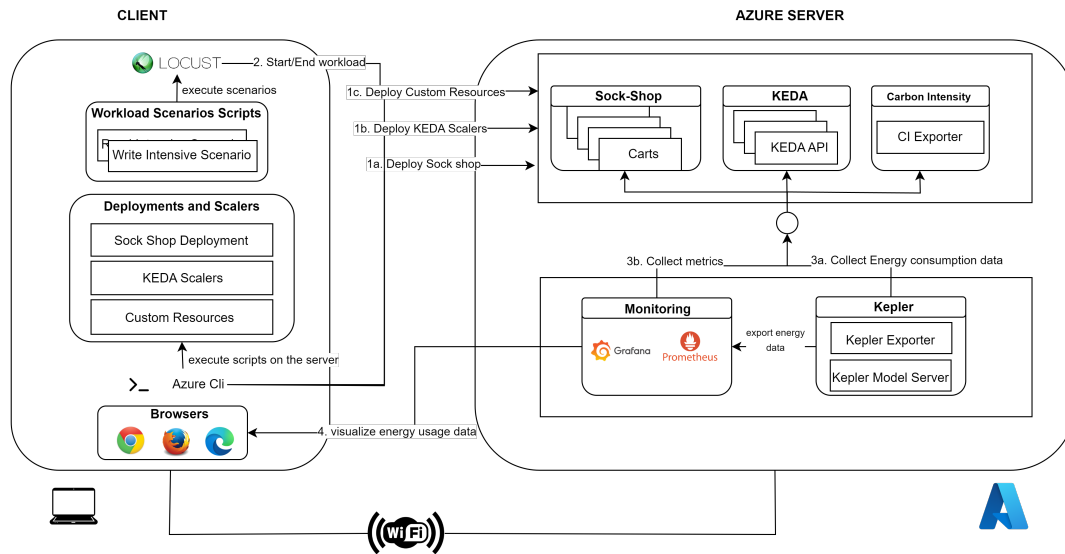 CLIENT
AZURE SERVER
LOCUST
2. Start/End workload
execute scenarios
Workload Scenarios Scripts
Write Intensive Scenario
Deployments and Scalers
Sock Shop Deployment
KEDA Scalers
Custom Resources
execute scripts on the server
Azure Cli
Browsers
1c. Deploy Custom Resources
1b. Deploy KEDA Scalers
1a. Deploy Sock shop
Sock-Shop
Carts
KEDA
KEDA API
Carbon Intensity
CI Exporter
3b. Collect metrics
3a. Collect Energy consumption data
Monitoring
Grafana
Prometheus
export energy
data
Kepler
Kepler Exporter
Kepler Model Server
4. visualize energy usage data
Wi Fi